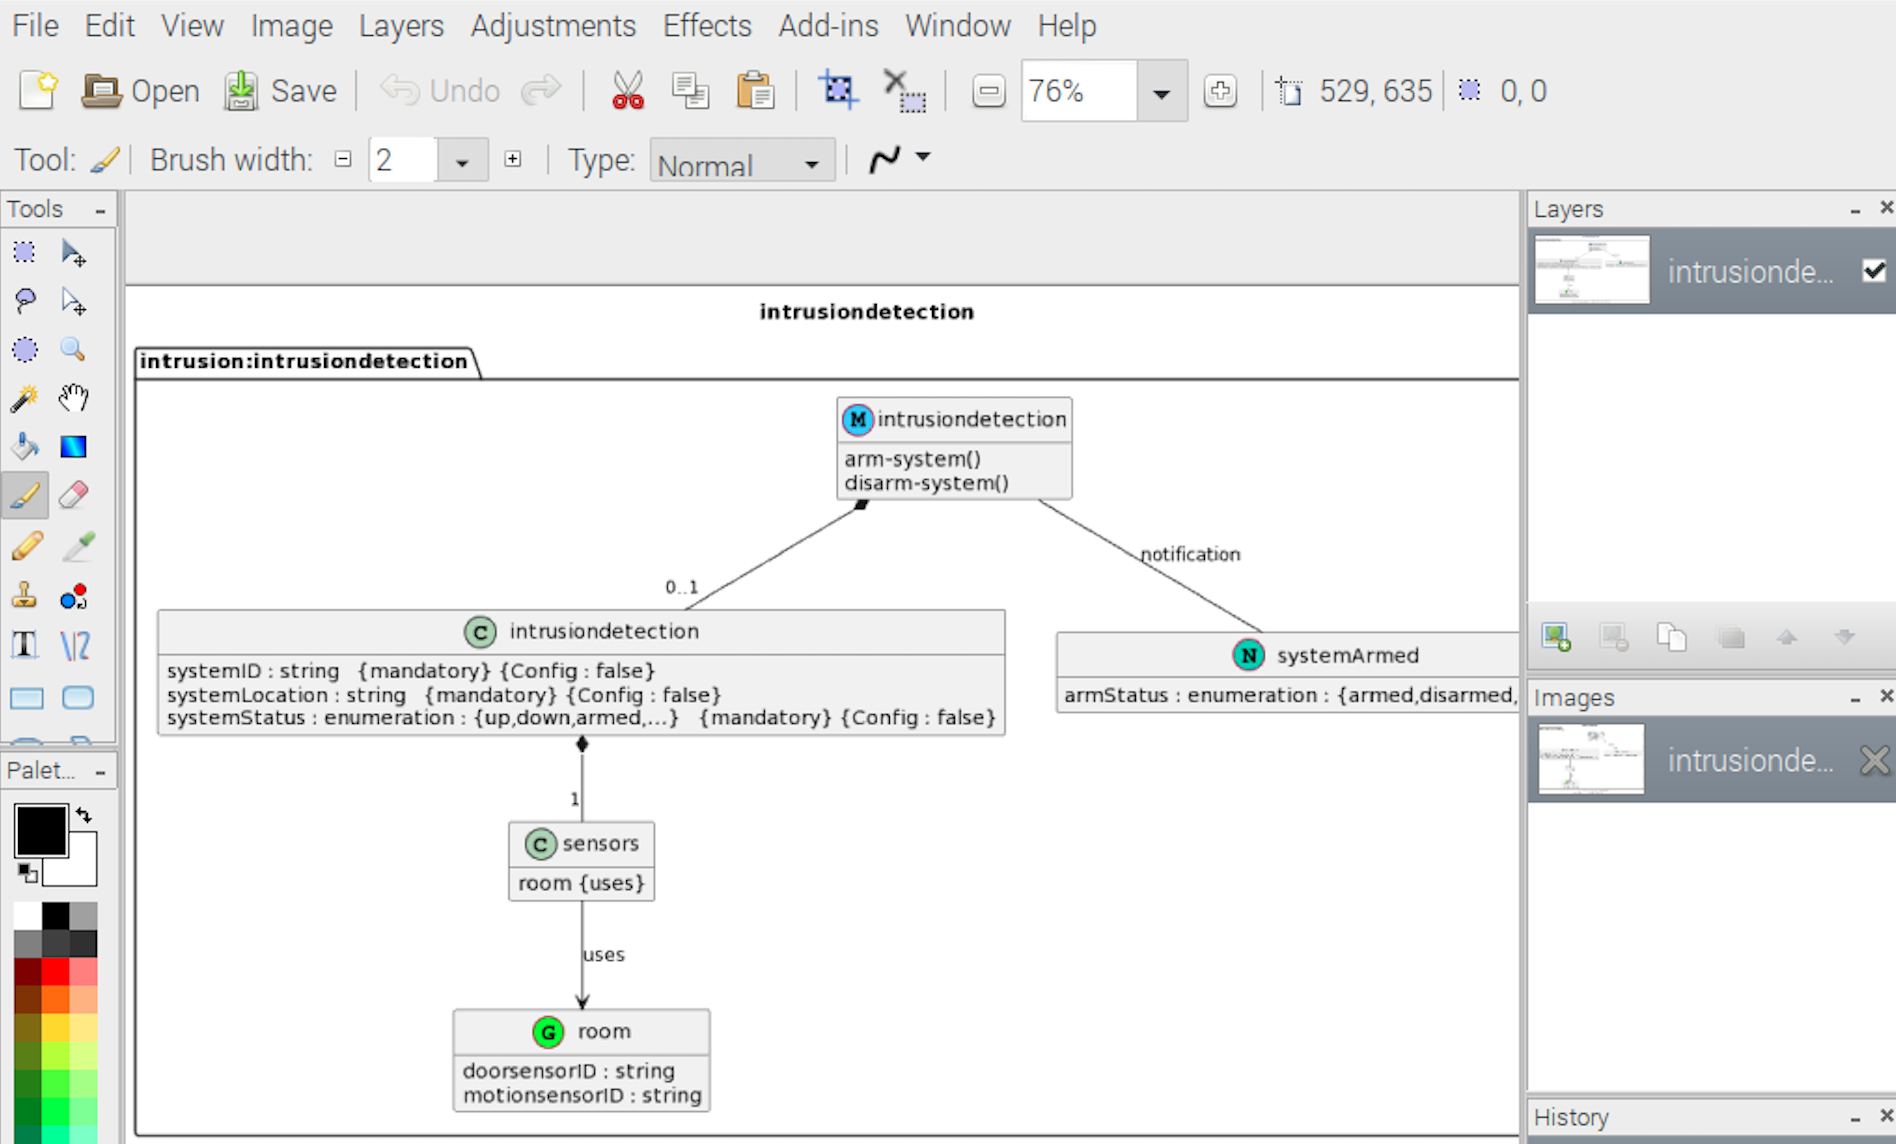 File Edit View Image Layers Adjustments Effects Add-ins Window Help
Open Save Undo 76% 529, 635 0, 0
Tool: Brush width: 2 Type: Normal
Tools
Layers
intrusionde...
intrusiondetection
intrusion:intrusiondetection
M intrusiondetection
arm-system()
disarm-system()
notification
0..1
C intrusiondetection
systemID : string {mandatory} {Config : false}
systemLocation : string {mandatory} {Config : false}
systemStatus : enumeration : {up,down,armed,...} {mandatory} {Config : false}
N systemArmed
armStatus : enumeration : {armed,disarmed,
Images
intrusionde...
Palet...
1
C sensors
room {uses}
uses
G room
doorsensorID : string
motionsensorID : string
History